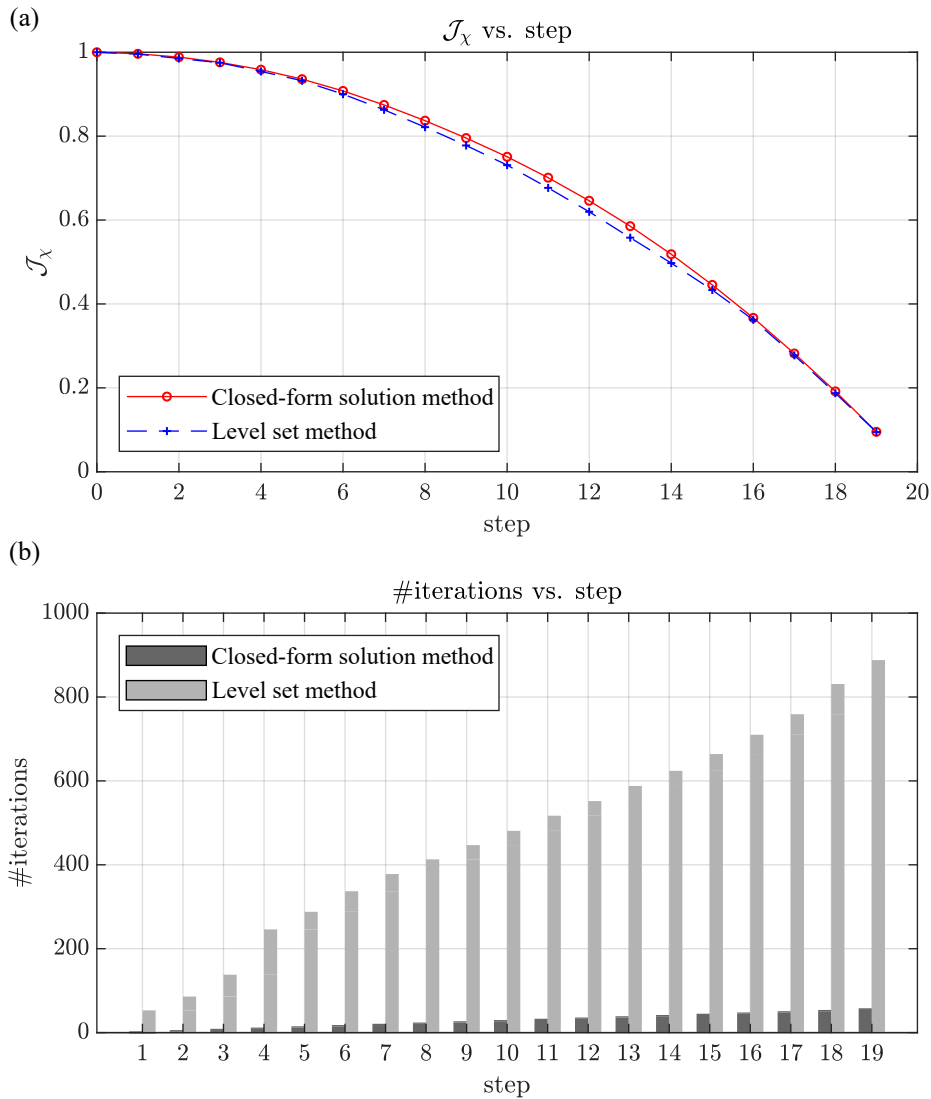 (a)
𝒥χ vs. step
1
0.8
0.6
0.4
0.2
0
𝒥χ
Closed-form solution method
Level set method
0 2 4 6 8 10 12 14 16 18 20
step
(b)
#iterations vs. step
1000
800
600
400
200
0
#iterations
Closed-form solution method
Level set method
1 2 3 4 5 6 7 8 9 10 11 12 13 14 15 16 17 18 19
step